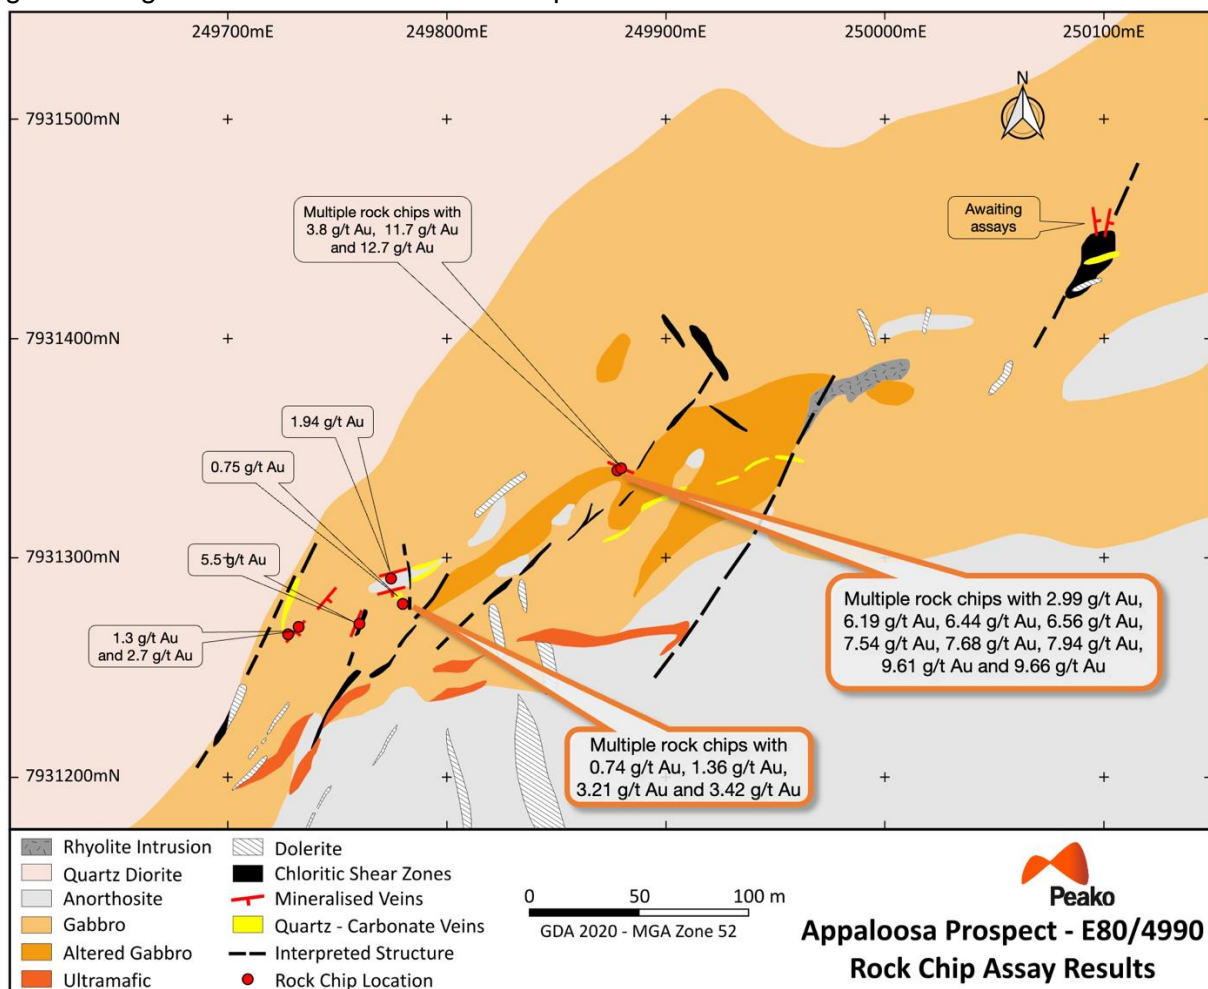 249700mE 249800mE 249900mE 250000mE 250100mE
N
7931500mN
Multiple rock chips with
3.8 g/t Au, 11.7 g/t Au
and 12.7 g/t Au
Awaiting
assays
7931400mN
1.94 g/t Au
0.75 g/t Au
7931300mN
5.5 g/t Au
1.3 g/t Au
and 2.7 g/t Au
Multiple rock chips with 2.99 g/t Au,
6.19 g/t Au, 6.44 g/t Au, 6.56 g/t Au,
7.54 g/t Au, 7.68 g/t Au, 7.94 g/t Au,
9.61 g/t Au and 9.66 g/t Au
Multiple rock chips with
0.74 g/t Au, 1.36 g/t Au,
3.21 g/t Au and 3.42 g/t Au
7931200mN
Rhyolite Intrusion
Quartz Diorite
Anorthosite
Gabbro
Altered Gabbro
Ultramafic
Dolerite
Chloritic Shear Zones
Mineralised Veins
Quartz - Carbonate Veins
Interpreted Structure
Rock Chip Location
0 50 100 m
GDA 2020 - MGA Zone 52
Peako
Appaloosa Prospect - E80/4990
Rock Chip Assay Results